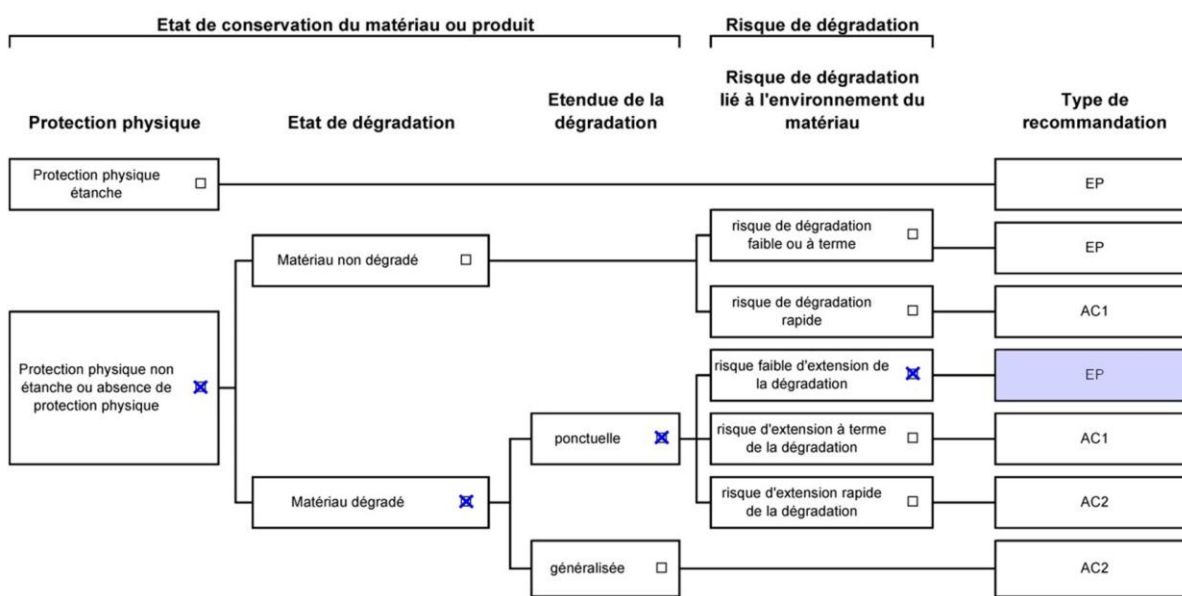 Etat de conservation du matériau ou produit
Risque de dégradation
Protection physique
Etat de dégradation
Etendue de la
dégradation
Risque de dégradation
lié à l'environnement du
matériau
Type de
recommandation
Protection physique
étanche
EP
Matériau non dégradé
risque de dégradation
faible ou à terme
EP
risque de dégradation
rapide
AC1
Protection physique non
étanche ou absence de
protection physique
risque faible d'extension de
la dégradation
EP
ponctuelle
risque d'extension à terme
de la dégradation
AC1
Matériau dégradé
risque d'extension rapide
de la dégradation
AC2
généralisée
AC2